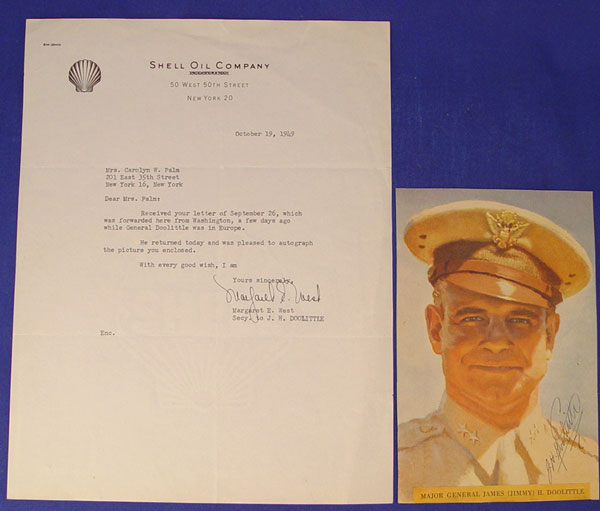 SHELL OIL COMPANY
50 WEST 50TH STREET
NEW YORK 20
October 19, 1949
Mrs. Carolyn W. Palm
201 East 35th Street
New York 16, New York
Dear Mrs. Palm:
Received your letter of September 26, which
was forwarded here from Washington, a few days ago
while General Doolittle was in Europe.
He returned today and was pleased to autograph
the picture you enclosed.
With every good wish, I am
Yours sincerely,
Margaret E. West
Margaret E. West
Secy. to J. H. DOOLITTLE
Enc.
MAJOR GENERAL JAMES (JIMMY) H. DOOLITTLE